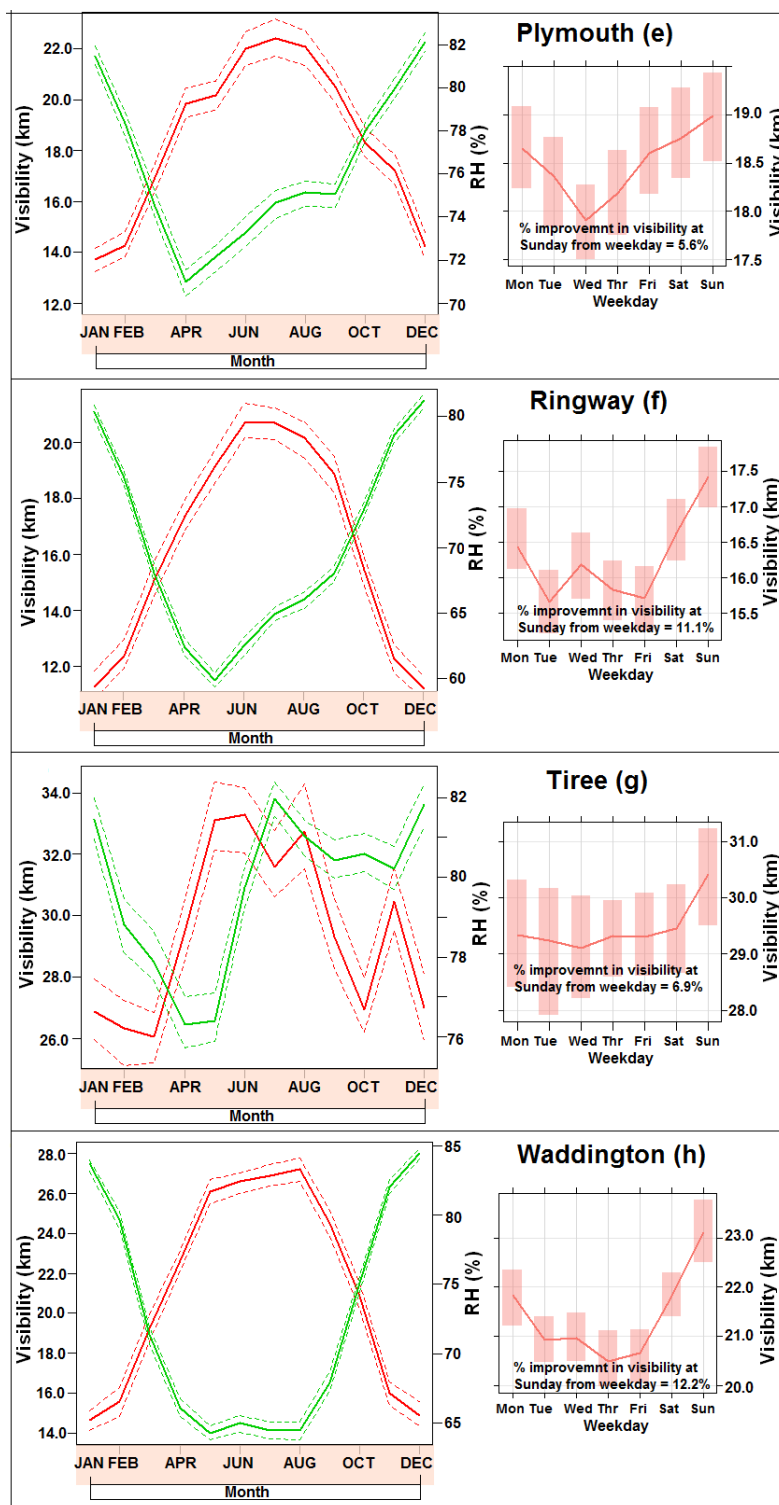 Plymouth (e)
Visibility (km)
22.0
20.0
18.0
16.0
14.0
12.0
82
80
78
76
74
72
70
RH (%)
JAN FEB APR JUN AUG OCT DEC
Month
19.0
18.5
18.0
17.5
Visibility (km)
% improvemnt in visibility at
Sunday from weekday = 5.6%
Mon Tue Wed Thr Fri Sat Sun
Weekday
Ringway (f)
Visibility (km)
20.0
18.0
16.0
14.0
12.0
80
75
70
65
60
RH (%)
JAN FEB APR JUN AUG OCT DEC
Month
17.5
17.0
16.5
16.0
15.5
Visibility (km)
% improvemnt in visibility at
Sunday from weekday = 11.1%
Mon Tue Wed Thr Fri Sat Sun
Weekday
Tiree (g)
Visibility (km)
34.0
32.0
30.0
28.0
26.0
82
80
78
76
RH (%)
JAN FEB APR JUN AUG OCT DEC
Month
31.0
30.0
29.0
28.0
Visibility (km)
% improvemnt in visibility at
Sunday from weekday = 6.9%
Mon Tue Wed Thr Fri Sat Sun
Weekday
Waddington (h)
Visibility (km)
28.0
26.0
24.0
22.0
20.0
18.0
16.0
14.0
85
80
75
70
65
RH (%)
JAN FEB APR JUN AUG OCT DEC
Month
23.0
22.0
21.0
20.0
Visibility (km)
% improvemnt in visibility at
Sunday from weekday = 12.2%
Mon Tue Wed Thr Fri Sat Sun
Weekday